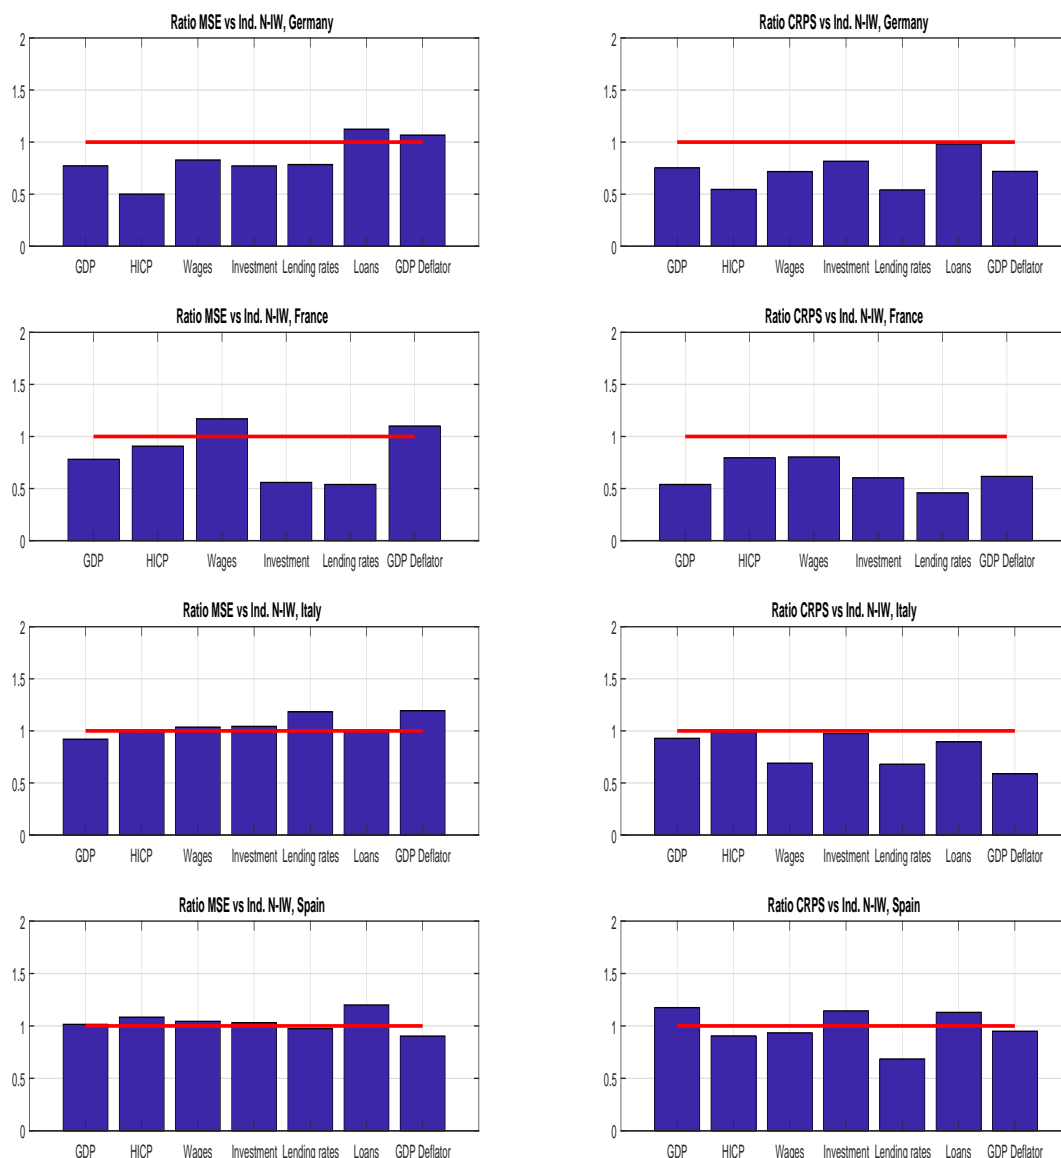 Ratio MSE vs Ind. N-IW, Germany
2
1.5
1
0.5
0
GDP HICP Wages Investment Lending rates Loans GDP Deflator
Ratio CRPS vs Ind. N-IW, Germany
2
1.5
1
0.5
0
GDP HICP Wages Investment Lending rates Loans GDP Deflator
Ratio MSE vs Ind. N-IW, France
2
1.5
1
0.5
0
GDP HICP Wages Investment Lending rates GDP Deflator
Ratio CRPS vs Ind. N-IW, France
2
1.5
1
0.5
0
GDP HICP Wages Investment Lending rates GDP Deflator
Ratio MSE vs Ind. N-IW, Italy
2
1.5
1
0.5
0
GDP HICP Wages Investment Lending rates Loans GDP Deflator
Ratio CRPS vs Ind. N-IW, Italy
2
1.5
1
0.5
0
GDP HICP Wages Investment Lending rates Loans GDP Deflator
Ratio MSE vs Ind. N-IW, Spain
2
1.5
1
0.5
0
GDP HICP Wages Investment Lending rates Loans GDP Deflator
Ratio CRPS vs Ind. N-IW, Spain
2
1.5
1
0.5
0
GDP HICP Wages Investment Lending rates Loans GDP Deflator